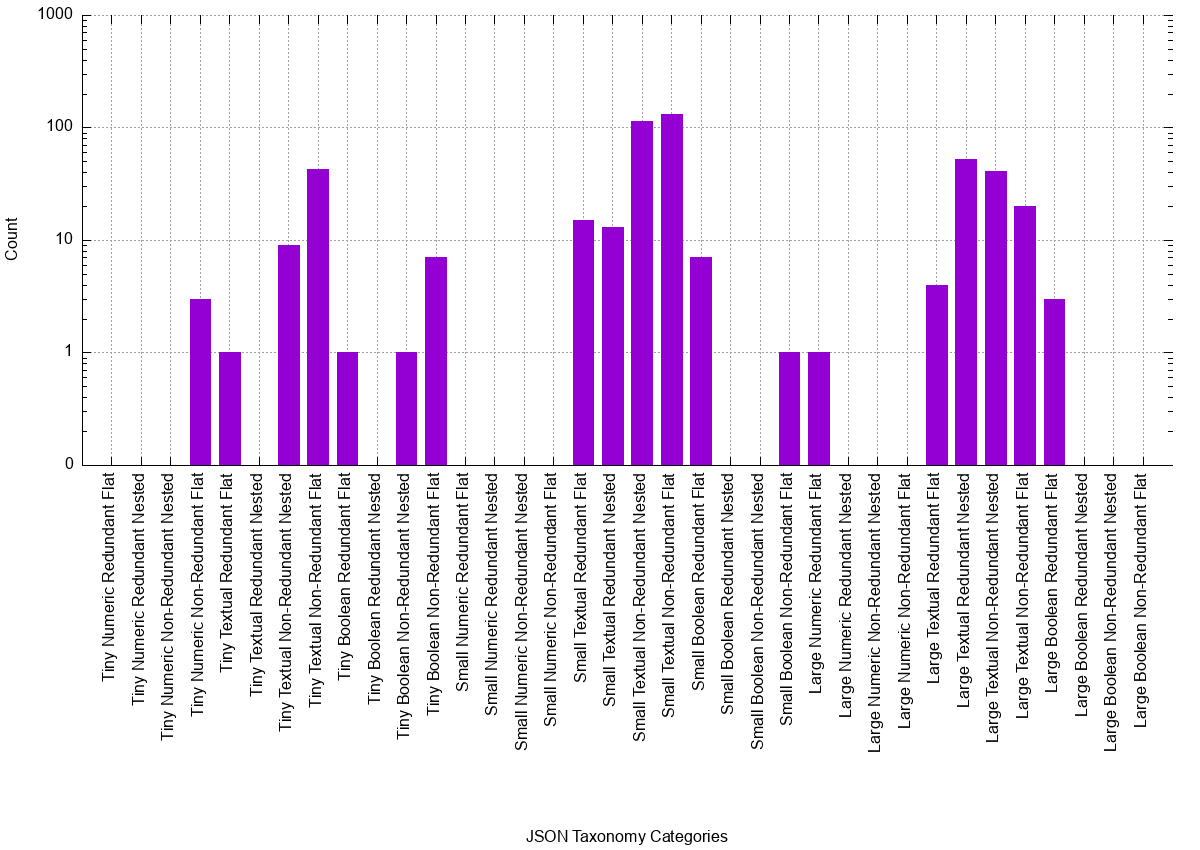 1000
100
10
1
0
Count
Tiny Numeric Redundant Flat
Tiny Numeric Redundant Nested
Tiny Numeric Non-Redundant Nested
Tiny Numeric Non-Redundant Flat
Tiny Textual Redundant Flat
Tiny Textual Redundant Nested
Tiny Textual Non-Redundant Nested
Tiny Textual Non-Redundant Flat
Tiny Boolean Redundant Flat
Tiny Boolean Redundant Nested
Tiny Boolean Non-Redundant Nested
Tiny Boolean Non-Redundant Flat
Small Numeric Redundant Flat
Small Numeric Redundant Nested
Small Numeric Non-Redundant Nested
Small Numeric Non-Redundant Flat
Small Textual Redundant Flat
Small Textual Redundant Nested
Small Textual Non-Redundant Nested
Small Textual Non-Redundant Flat
Small Boolean Redundant Flat
Small Boolean Redundant Nested
Small Boolean Non-Redundant Nested
Small Boolean Non-Redundant Flat
Large Numeric Redundant Flat
Large Numeric Redundant Nested
Large Numeric Non-Redundant Nested
Large Numeric Non-Redundant Flat
Large Textual Redundant Flat
Large Textual Redundant Nested
Large Textual Non-Redundant Nested
Large Textual Non-Redundant Flat
Large Boolean Redundant Flat
Large Boolean Redundant Nested
Large Boolean Non-Redundant Nested
Large Boolean Non-Redundant Flat
JSON Taxonomy Categories